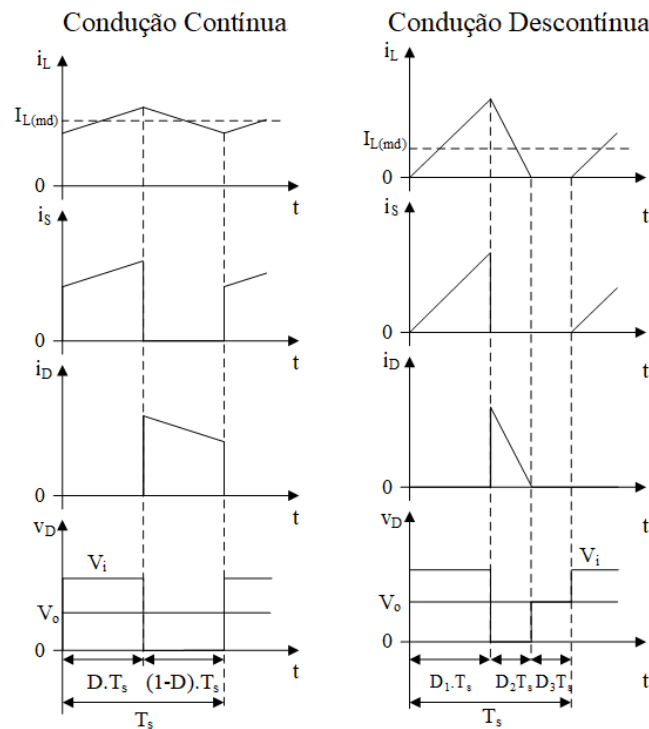 Condução Contínua
i_L
I_L(md)
0
t
i_S
0
t
i_D
0
t
v_D
V_i
V_o
0
t
D.T_s
(1-D).T_s
T_s
Condução Descontínua
i_L
I_L(md)
0
t
i_S
0
t
i_D
0
t
v_D
V_i
V_o
0
t
D_1.T_s
D_2T_s
D_3T_s
T_s